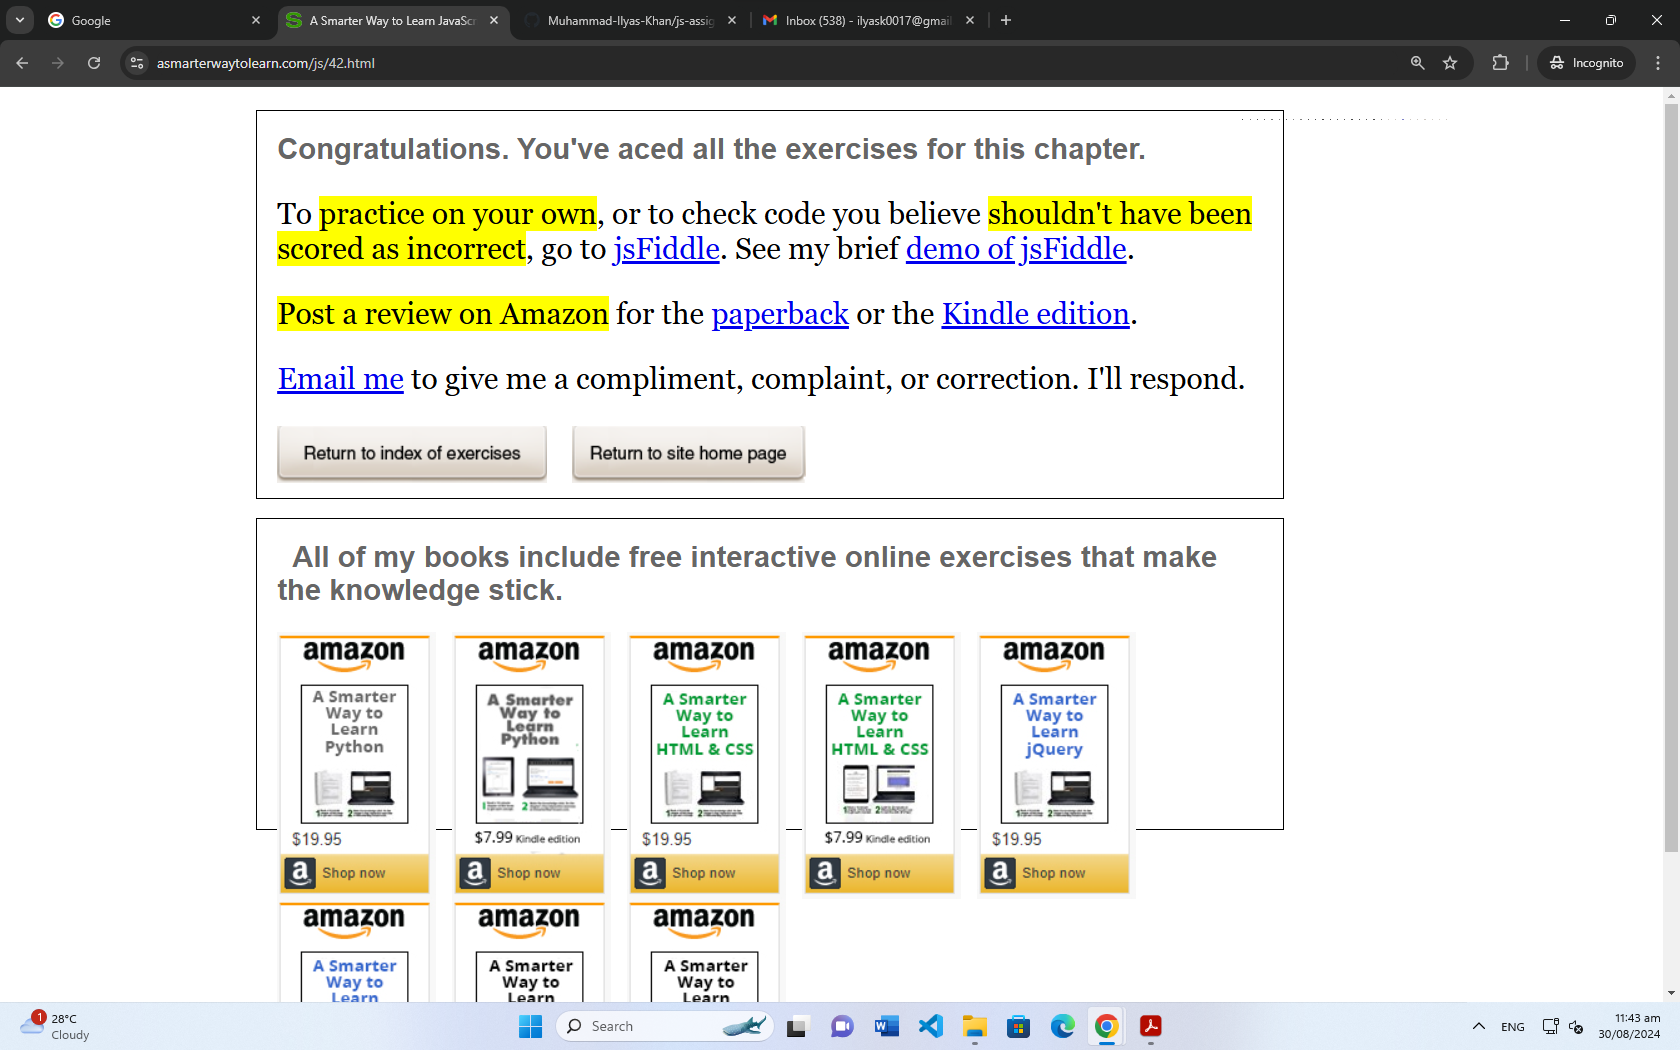 Google
A Smarter Way to Learn JavaScr
Muhammad-Ilyas-Khan/js-assig
Inbox (538) - ilyask0017@gmail
asmarterwaytolearn.com/js/42.html
Incognito
Congratulations. You've aced all the exercises for this chapter.
To practice on your own, or to check code you believe shouldn't have been
scored as incorrect, go to jsFiddle. See my brief demo of jsFiddle.
Post a review on Amazon for the paperback or the Kindle edition.
Email me to give me a compliment, complaint, or correction. I'll respond.
Return to index of exercises
Return to site home page
All of my books include free interactive online exercises that make
the knowledge stick.
amazon
A Smarter
Way to
Learn
Python
$19.95
Shop now
amazon
A Smarter
Way to
Learn
Python
$7.99 Kindle edition
Shop now
amazon
A Smarter
Way to
Learn
HTML & CSS
$19.95
Shop now
amazon
A Smarter
Way to
Learn
HTML & CSS
$7.99 Kindle edition
Shop now
amazon
A Smarter
Way to
Learn
jQuery
$19.95
Shop now
amazon
A Smarter
Way to
Learn
amazon
A Smarter
Way to
Learn
amazon
A Smarter
Way to
Learn
1
28°C
Cloudy
Search
ENG
11:43 am
30/08/2024